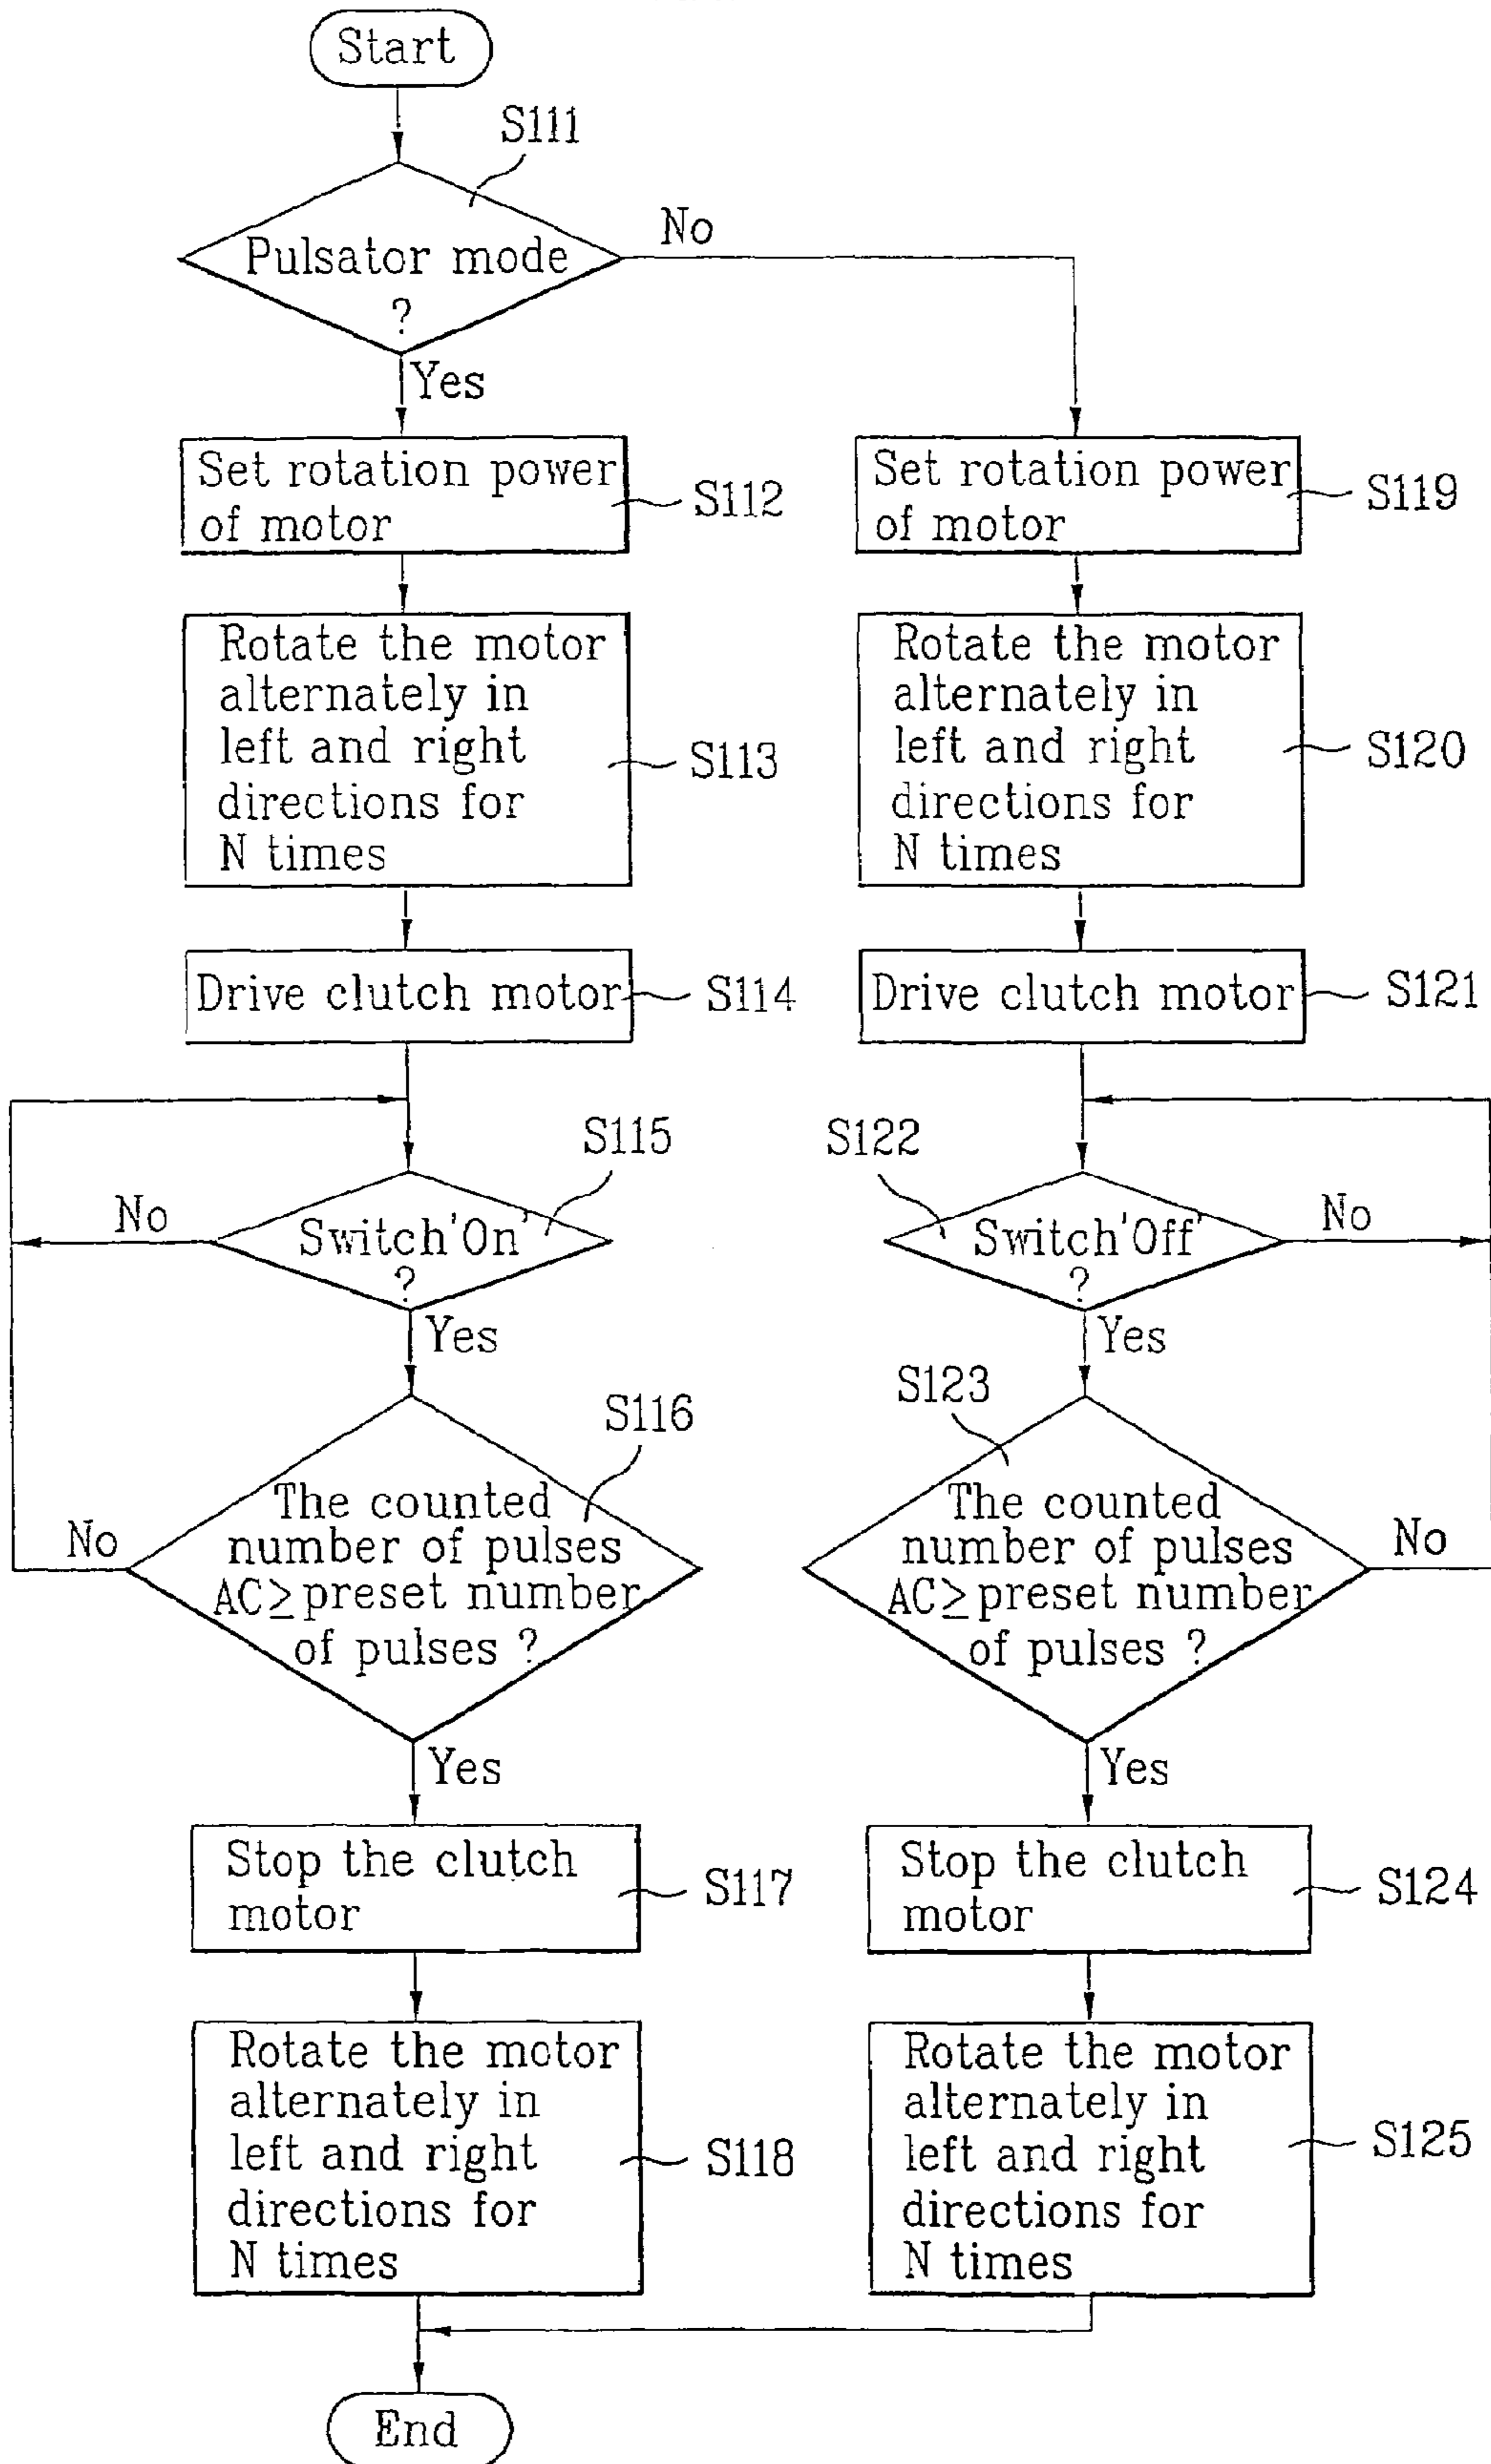 Start
S111
Pulsator mode
?
No
Yes
Set rotation power
of motor
S112
Rotate the motor
alternately in
left and right
directions for
N times
S113
Drive clutch motor
S114
S115
Switch'On'
?
No
Yes
S116
The counted
number of pulses
AC≥preset number
of pulses ?
No
Yes
Stop the clutch
motor
S117
Rotate the motor
alternately in
left and right
directions for
N times
S118
Set rotation power
of motor
S119
Rotate the motor
alternately in
left and right
directions for
N times
S120
Drive clutch motor
S121
S122
Switch'Off'
?
No
Yes
S123
The counted
number of pulses
AC≥preset number
of pulses ?
No
Yes
Stop the clutch
motor
S124
Rotate the motor
alternately in
left and right
directions for
N times
S125
End